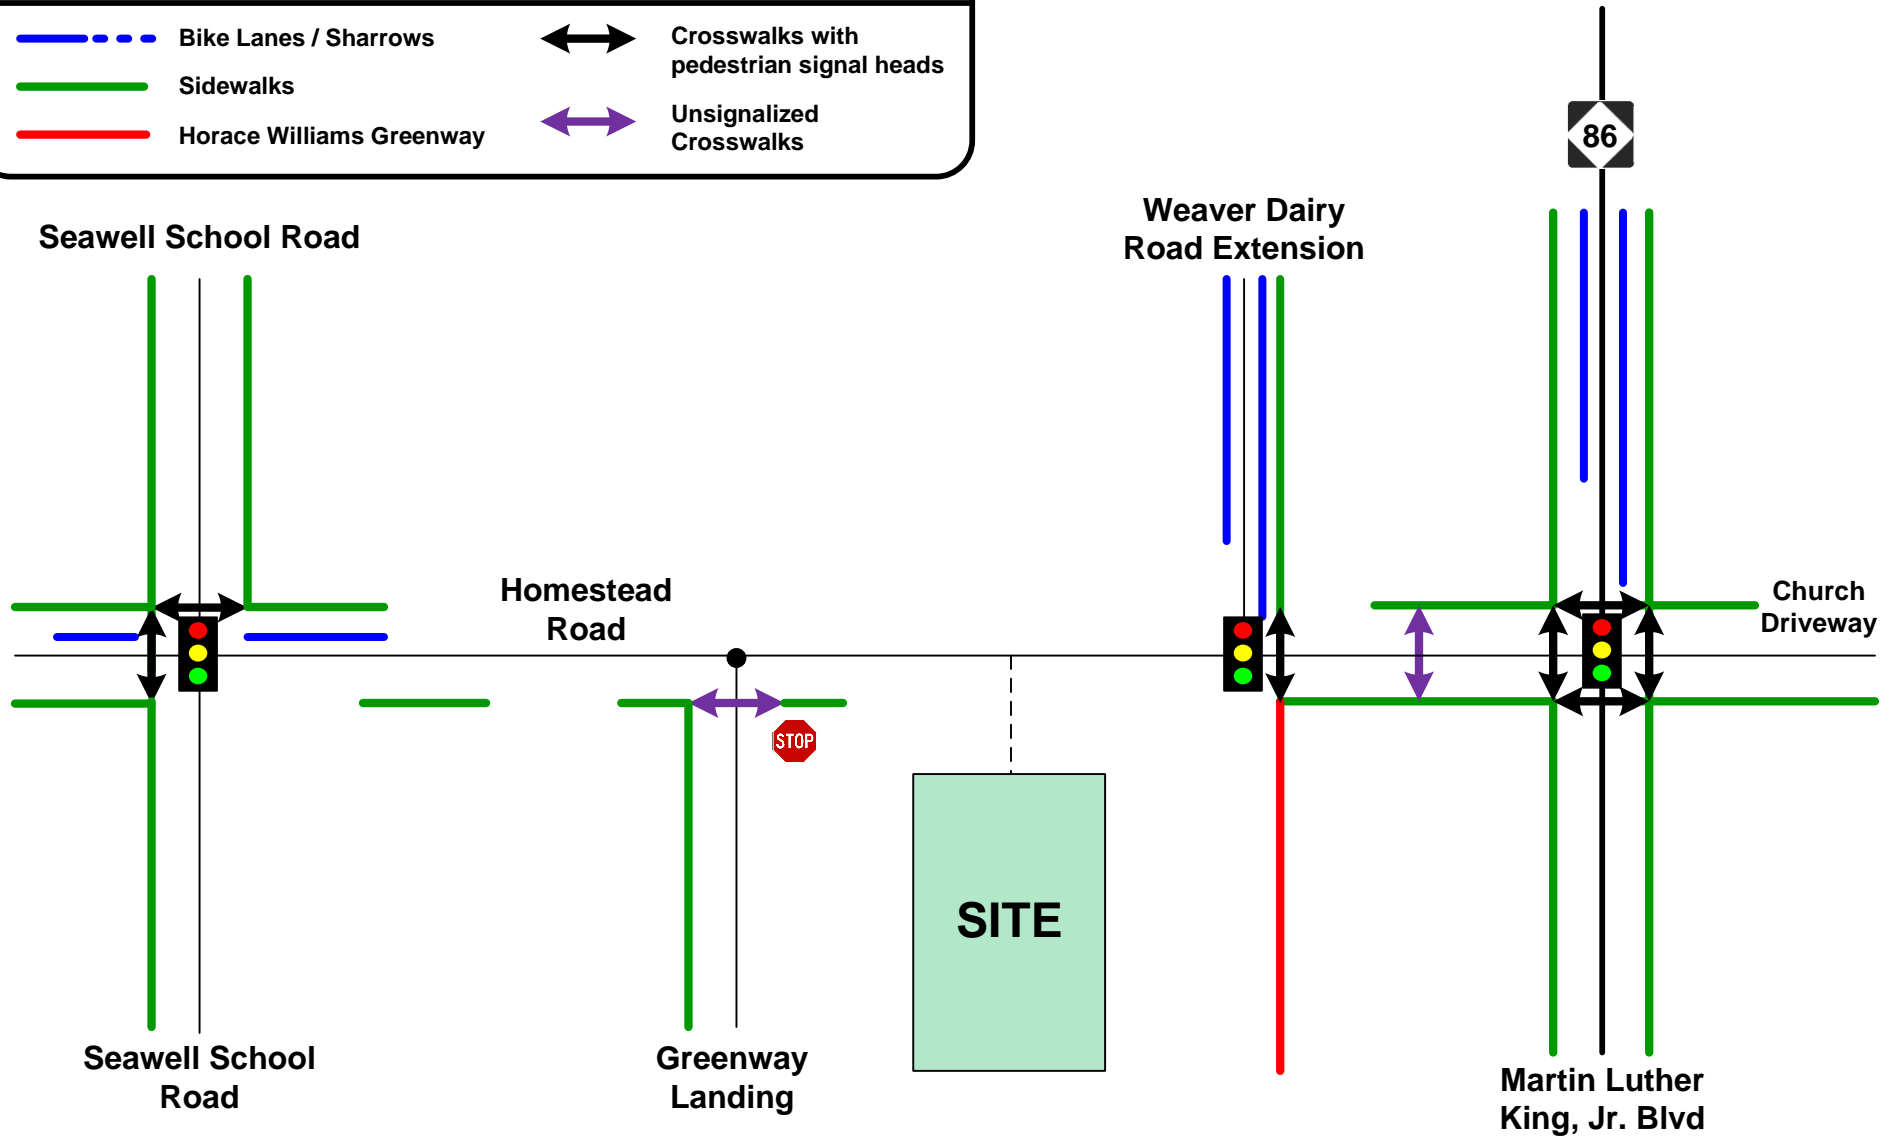 Bike Lanes / Sharrows
Sidewalks
Horace Williams Greenway
Crosswalks with
pedestrian signal heads
Unsignalized
Crosswalks
86
Seawell School Road
Weaver Dairy
Road Extension
Homestead
Road
Church
Driveway
STOP
SITE
Seawell School
Road
Greenway
Landing
Martin Luther
King, Jr. Blvd